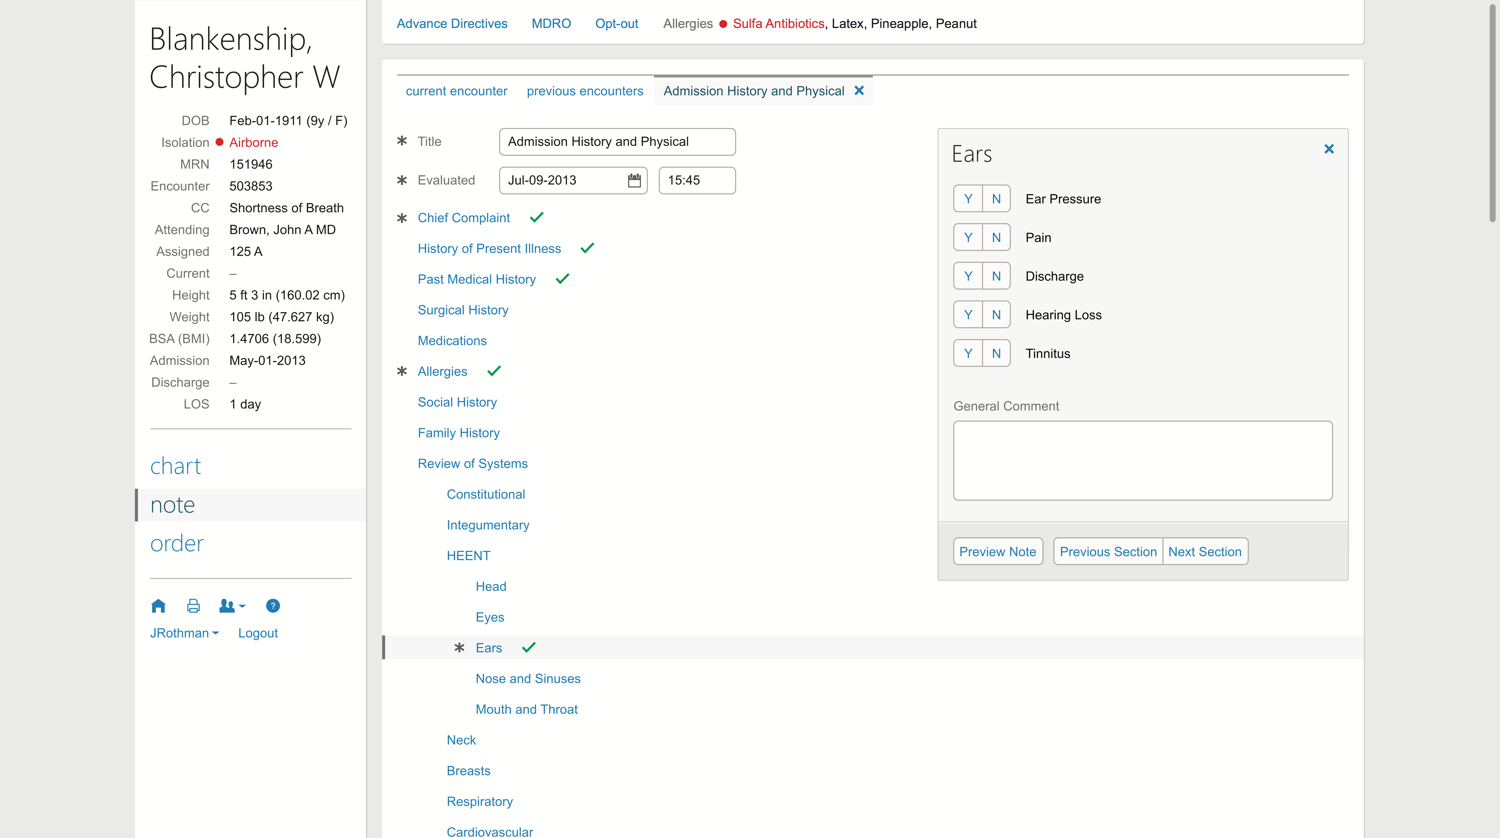 Blankenship,
Christopher W
DOB Feb-01-1911 (9y / F)
Isolation Airborne
MRN 151946
Encounter 503853
CC Shortness of Breath
Attending Brown, John A MD
Assigned 125 A
Current –
Height 5 ft 3 in (160.02 cm)
Weight 105 lb (47.627 kg)
BSA (BMI) 1.4706 (18.599)
Admission May-01-2013
Discharge –
LOS 1 day
chart
note
order
?
JRothman Logout
Advance Directives MDRO Opt-out Allergies Sulfa Antibiotics, Latex, Pineapple, Peanut
current encounter previous encounters Admission History and Physical ×
* Title Admission History and Physical
* Evaluated Jul-09-2013 15:45
* Chief Complaint ✓
History of Present Illness ✓
Past Medical History ✓
Surgical History
Medications
* Allergies ✓
Social History
Family History
Review of Systems
Constitutional
Integumentary
HEENT
Head
Eyes
* Ears ✓
Nose and Sinuses
Mouth and Throat
Neck
Breasts
Respiratory
Cardiovascular
Ears ×
Y N Ear Pressure
Y N Pain
Y N Discharge
Y N Hearing Loss
Y N Tinnitus
General Comment
Preview Note Previous Section Next Section